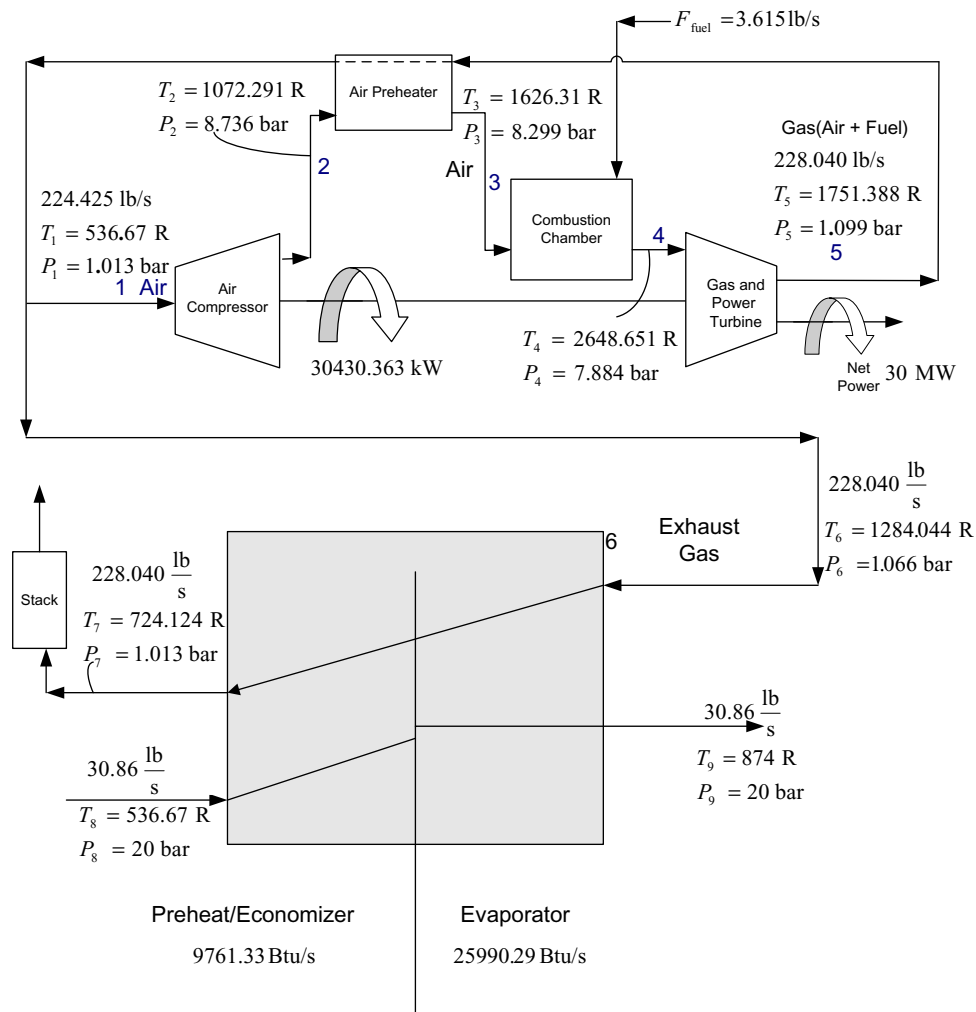 F_fuel = 3.615lb/s
Air Preheater
T_2 = 1072.291 R
P_2 = 8.736 bar
T_3 = 1626.31 R
P_3 = 8.299 bar
2
Air
3
Gas(Air + Fuel)
228.040 lb/s
T_5 = 1751.388 R
P_5 = 1.099 bar
5
224.425 lb/s
T_1 = 536.67 R
P_1 = 1.013 bar
1 Air
Air
Compressor
Combustion
Chamber
4
Gas and
Power
Turbine
30430.363 kW
T_4 = 2648.651 R
P_4 = 7.884 bar
Net
Power
30 MW
228.040 lb/s
T_6 = 1284.044 R
P_6 = 1.066 bar
6
Exhaust
Gas
Stack
228.040 lb/s
T_7 = 724.124 R
P_7 = 1.013 bar
30.86 lb/s
T_8 = 536.67 R
P_8 = 20 bar
30.86 lb/s
T_9 = 874 R
P_9 = 20 bar
Preheat/Economizer
9761.33 Btu/s
Evaporator
25990.29 Btu/s